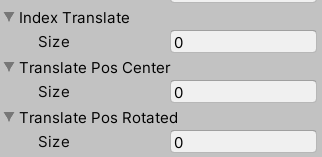 Index Translate
Size 0
Translate Pos Center
Size 0
Translate Pos Rotated
Size 0